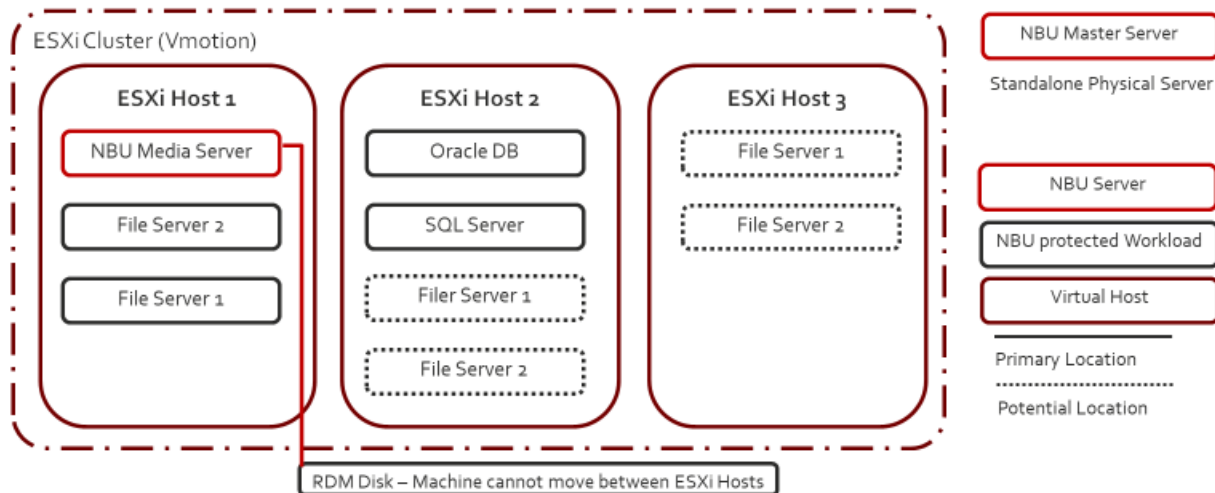 ESXi Cluster (Vmotion)
ESXi Host 1
NBU Media Server
File Server 2
File Server 1
ESXi Host 2
Oracle DB
SQL Server
Filer Server 1
File Server 2
ESXi Host 3
File Server 1
File Server 2
RDM Disk – Machine cannot move between ESXi Hosts
NBU Master Server
Standalone Physical Server
NBU Server
NBU protected Workload
Virtual Host
Primary Location
Potential Location